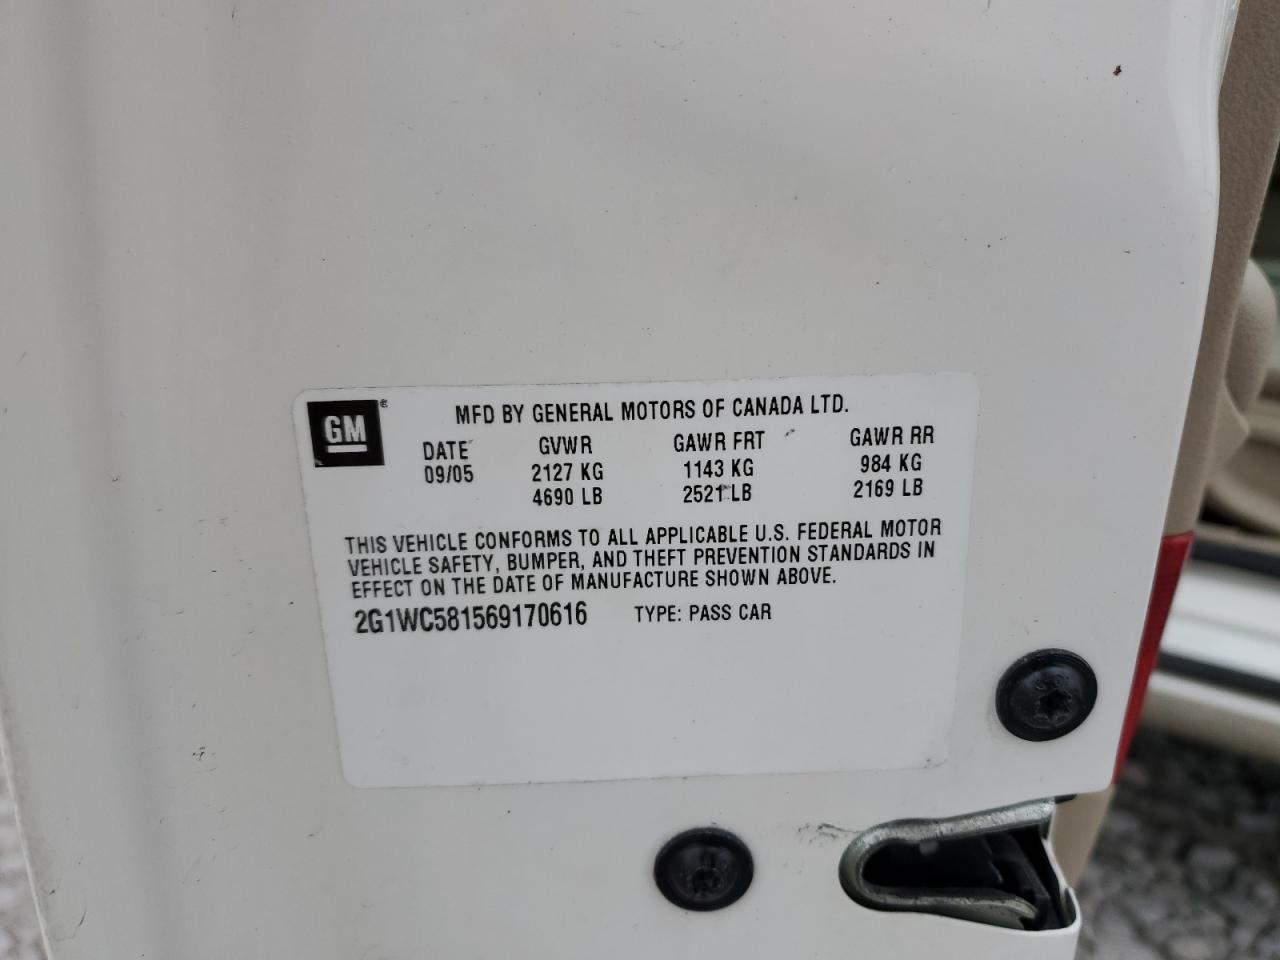 GM ® MFD BY GENERAL MOTORS OF CANADA LTD.
DATE GVWR GAWR FRT GAWR RR
09/05 2127 KG 1143 KG 984 KG
4690 LB 2521 LB 2169 LB
THIS VEHICLE CONFORMS TO ALL APPLICABLE U.S. FEDERAL MOTOR
VEHICLE SAFETY, BUMPER, AND THEFT PREVENTION STANDARDS IN
EFFECT ON THE DATE OF MANUFACTURE SHOWN ABOVE.
2G1WC581569170616 TYPE: PASS CAR